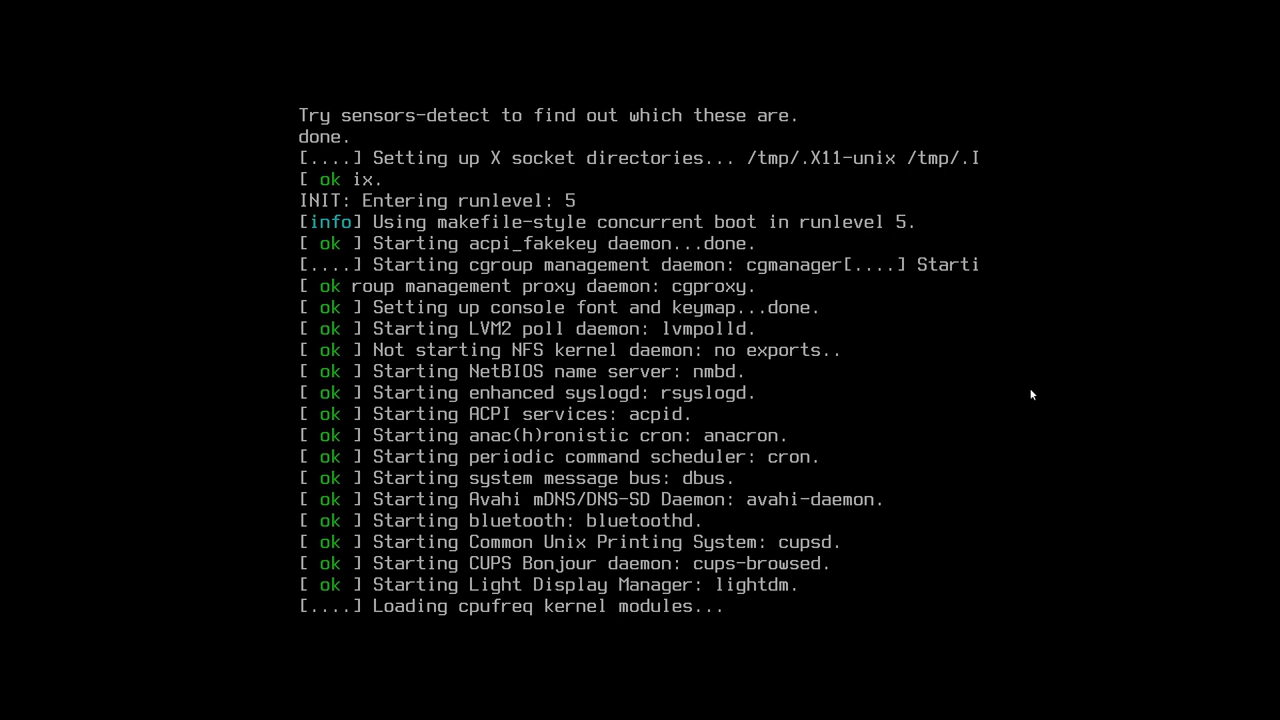 Try sensors-detect to find out which these are.
done.
[....] Setting up X socket directories... /tmp/.X11-unix /tmp/.I
[ ok ix.
INIT: Entering runlevel: 5
[info] Using makefile-style concurrent boot in runlevel 5.
[ ok ] Starting acpi_fakekey daemon...done.
[....] Starting cgroup management daemon: cgmanager[....] Starti
[ ok roup management proxy daemon: cgproxy.
[ ok ] Setting up console font and keymap...done.
[ ok ] Starting LVM2 poll daemon: lvmpolld.
[ ok ] Not starting NFS kernel daemon: no exports..
[ ok ] Starting NetBIOS name server: nmbd.
[ ok ] Starting enhanced syslogd: rsyslogd.
[ ok ] Starting ACPI services: acpid.
[ ok ] Starting anac(h)ronistic cron: anacron.
[ ok ] Starting periodic command scheduler: cron.
[ ok ] Starting system message bus: dbus.
[ ok ] Starting Avahi mDNS/DNS-SD Daemon: avahi-daemon.
[ ok ] Starting bluetooth: bluetoothd.
[ ok ] Starting Common Unix Printing System: cupsd.
[ ok ] Starting CUPS Bonjour daemon: cups-browsed.
[ ok ] Starting Light Display Manager: lightdm.
[....] Loading cpufreq kernel modules...